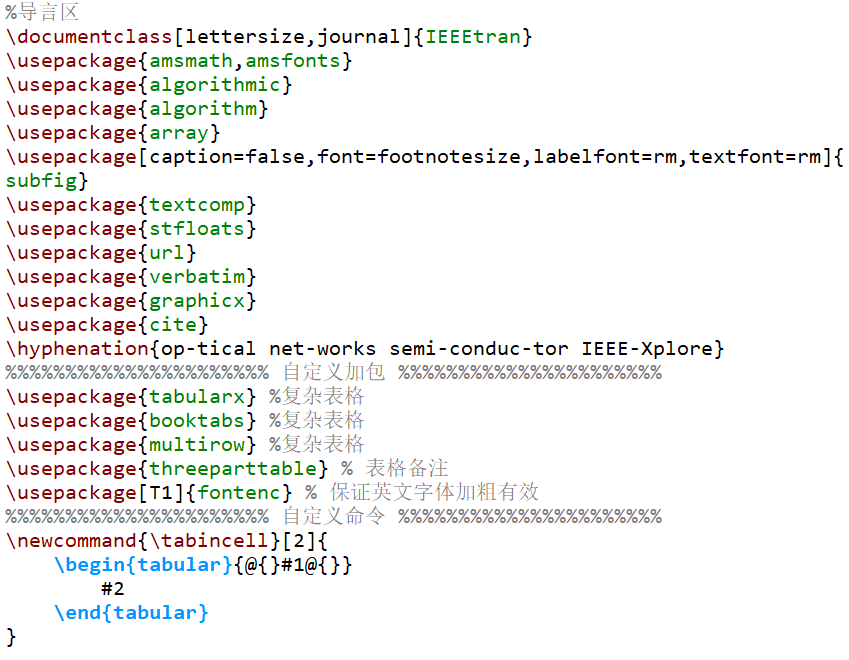 %导言区
\documentclass[lettersize,journal]{IEEEtran}
\usepackage{amsmath,amsfonts}
\usepackage{algorithmic}
\usepackage{algorithm}
\usepackage{array}
\usepackage[caption=false,font=footnotesize,labelfont=rm,textfont=rm]{
subfig}
\usepackage{textcomp}
\usepackage{stfloats}
\usepackage{url}
\usepackage{verbatim}
\usepackage{graphicx}
\usepackage{cite}
\hyphenation{op-tical net-works semi-conduc-tor IEEE-Xplore}
%%%%%%%%%%%%%%%%%%%%%% 自定义加包 %%%%%%%%%%%%%%%%%%%%%%
\usepackage{tabularx} %复杂表格
\usepackage{booktabs} %复杂表格
\usepackage{multirow} %复杂表格
\usepackage{threeparttable} % 表格备注
\usepackage[T1]{fontenc} % 保证英文字体加粗有效
%%%%%%%%%%%%%%%%%%%%%% 自定义命令 %%%%%%%%%%%%%%%%%%%%%%
\newcommand{\tabincell}[2]{
    \begin{tabular}{@{}#1@{}}
        #2
    \end{tabular}
}